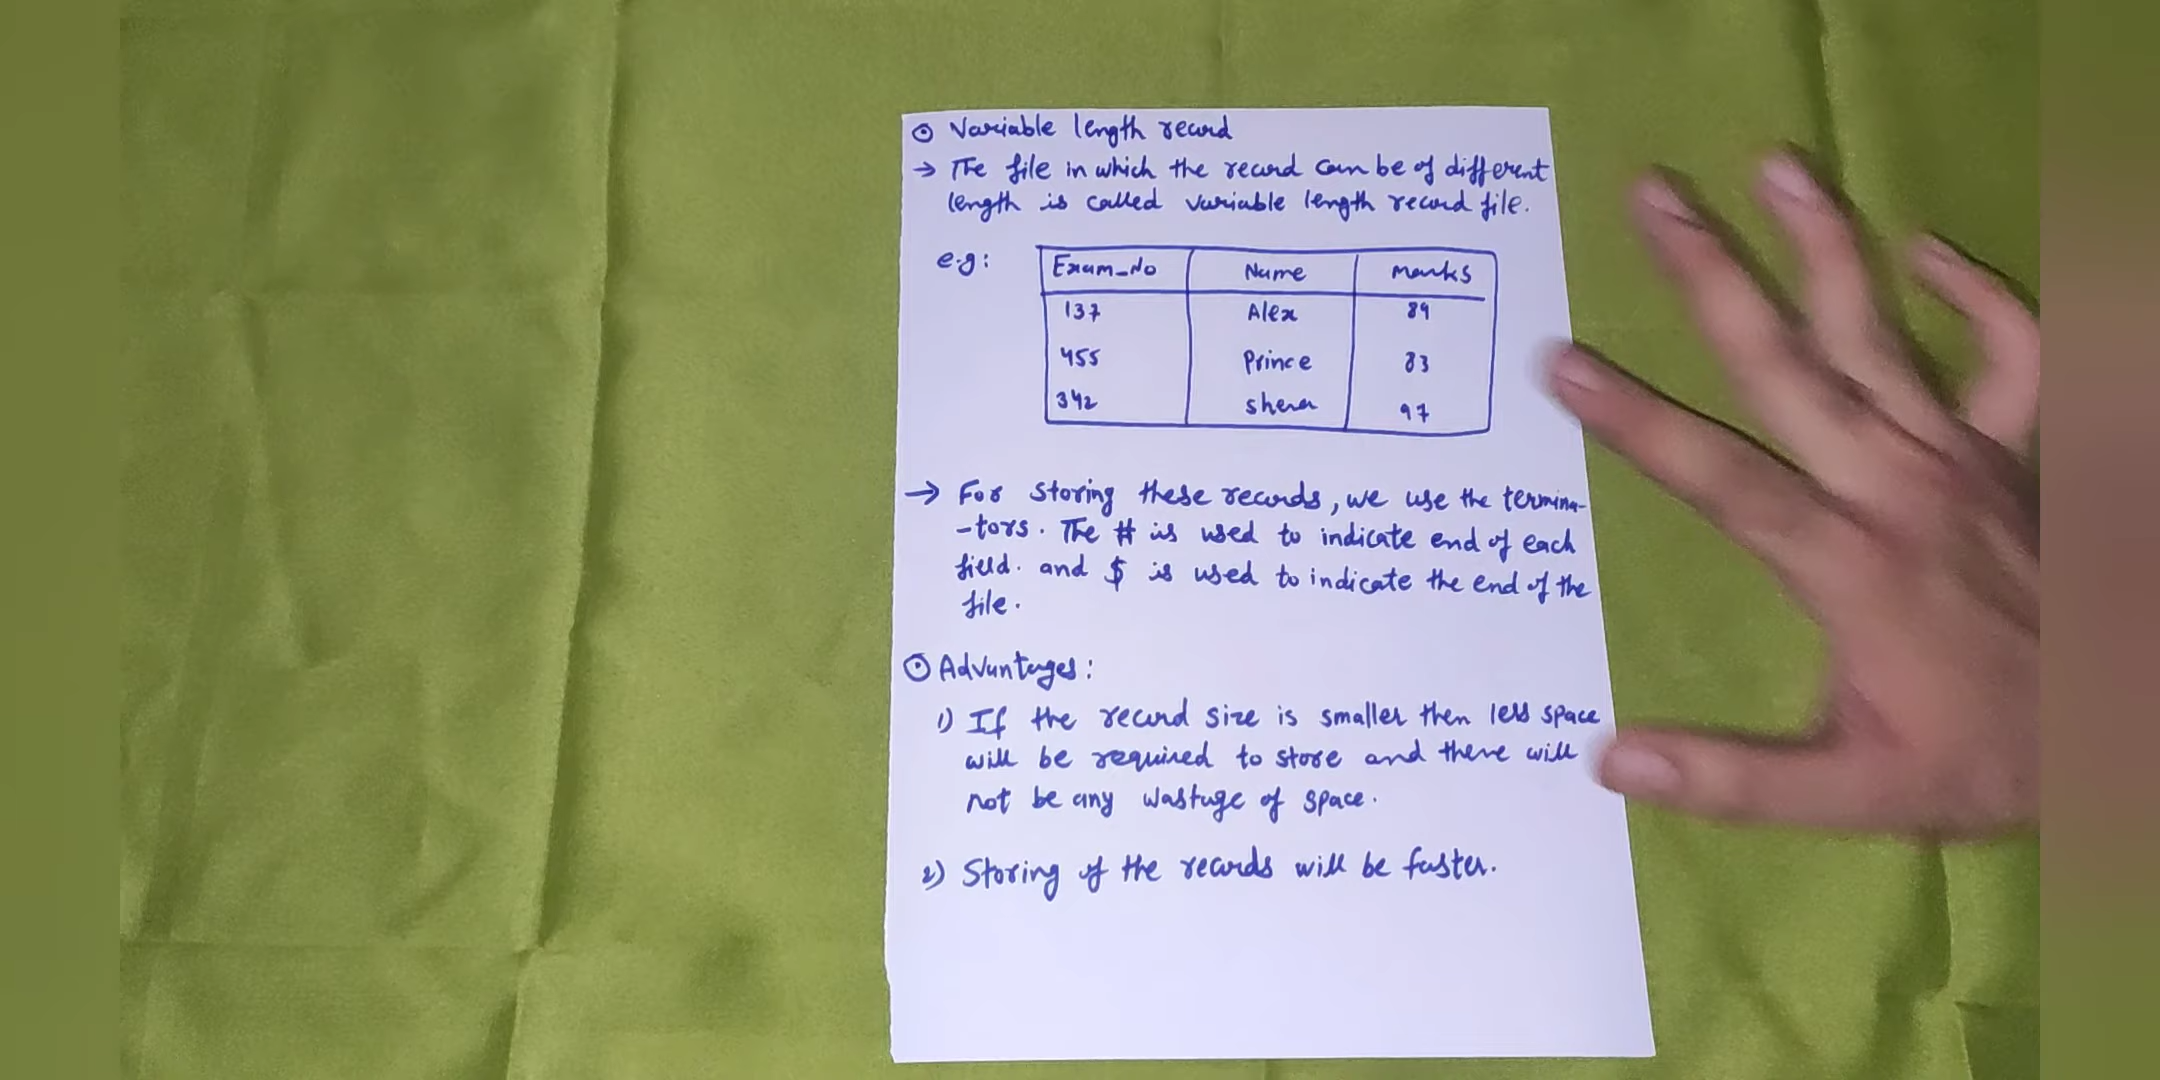 ⊙ Variable length record
→ The file in which the record can be of different
length is called variable length record file.
e.g:
Exam_No Name Marks
137 Alex 89
455 Prince 83
342 shera 97
→ For storing these records, we use the termina-
-tors. The # is used to indicate end of each
field. and $ is used to indicate the end of the
file.
⊙ Advantages:
1) If the record size is smaller then less space
will be required to store and there will
not be any wastage of space.
2) Storing of the records will be faster.